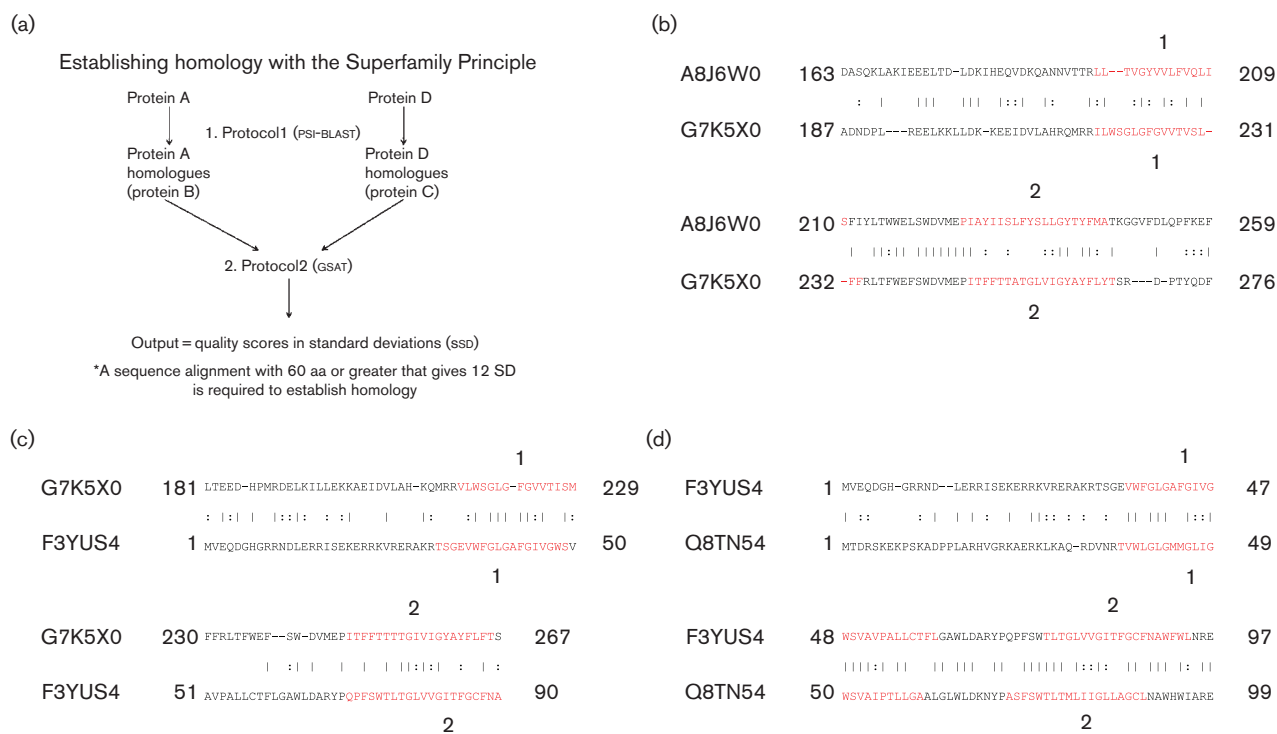 (a)
Establishing homology with the Superfamily Principle
Protein A
Protein D
1. Protocol1 (PSI-BLAST)
Protein A
homologues
(protein B)
Protein D
homologues
(protein C)
2. Protocol2 (GSAT)
Output = quality scores in standard deviations (SSD)
*A sequence alignment with 60 aa or greater that gives 12 SD
is required to establish homology
(b)
1
A8J6W0 163 DASQKLAKIEEELTD-LDKIHEQVDKQANNVTTRLL--TVGYVVLFVQLI 209
G7K5X0 187 ADNDPL---REELKKLLDK-KEEIDVLAHRQMRRILWSGLGFGVVTVSL- 231
1
2
A8J6W0 210 SFIYLTWWELSWDVMEPIAYIISLFYSLLGYTYFMATKGGVFDLQPFKEF 259
G7K5X0 232 -FFRLTFWEFSWDVMEPITFFTTATGLVIGYAYFLYTSR---D-PTYQDF 276
2
(c)
1
G7K5X0 181 LTEED-HPMRDELKILLEKKAEIDVLAH-KQMRRVLWSGLG-FGVVTISM 229
F3YUS4 1 MVEQDGHGRRNDLERRISEKERRKVRERAKRTSGEVWFGLGAFGIVGWSV 50
1
2
G7K5X0 230 FFRLTFWEF--SW-DVMEPITFFTTTTGIVIGYAYFLFTS 267
F3YUS4 51 AVPALLCTFLGAWLDARYPQPFSWTLTGLVVGITFGCFNA 90
2
(d)
1
F3YUS4 1 MVEQDGH-GRRND--LERRISEKERRKVRERAKRTSGEVWFGLGAFGIVG 47
Q8TN54 1 MTDRSKEKPSKADPPLARHVGRKAERKLKAQ-RDVNRTVWLGLGMMGLIG 49
1
2
F3YUS4 48 WSVAVPALLCTFLGAWLDARYPQPFSWTLTGLVVGITFGCFNAWFWLNRE 97
Q8TN54 50 WSVAIPTLLGAALGLWLDKNYPASFSWTLTMLIIGLLAGCLNAWHWIARE 99
2